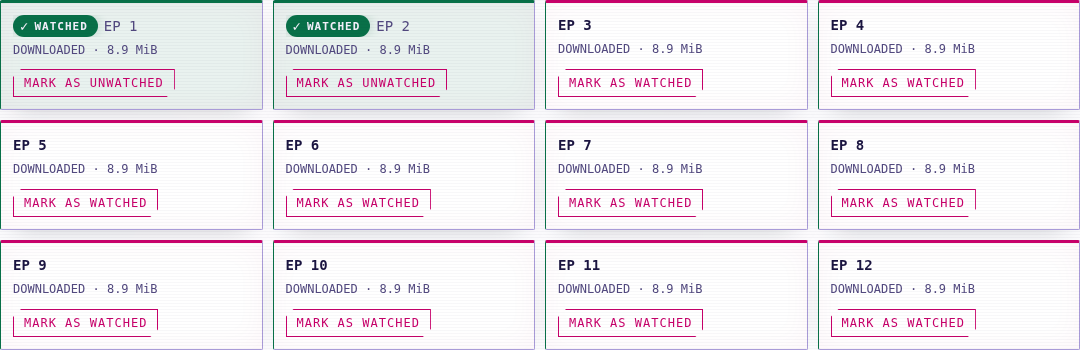 ✓ WATCHED EP 1
DOWNLOADED · 8.9 MiB
MARK AS UNWATCHED
✓ WATCHED EP 2
DOWNLOADED · 8.9 MiB
MARK AS UNWATCHED
EP 3
DOWNLOADED · 8.9 MiB
MARK AS WATCHED
EP 4
DOWNLOADED · 8.9 MiB
MARK AS WATCHED
EP 5
DOWNLOADED · 8.9 MiB
MARK AS WATCHED
EP 6
DOWNLOADED · 8.9 MiB
MARK AS WATCHED
EP 7
DOWNLOADED · 8.9 MiB
MARK AS WATCHED
EP 8
DOWNLOADED · 8.9 MiB
MARK AS WATCHED
EP 9
DOWNLOADED · 8.9 MiB
MARK AS WATCHED
EP 10
DOWNLOADED · 8.9 MiB
MARK AS WATCHED
EP 11
DOWNLOADED · 8.9 MiB
MARK AS WATCHED
EP 12
DOWNLOADED · 8.9 MiB
MARK AS WATCHED